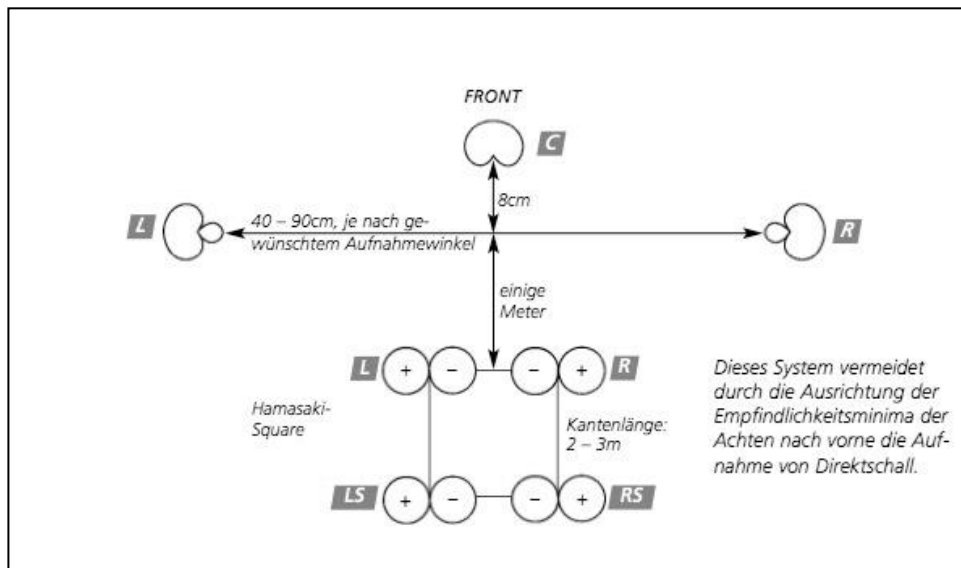 FRONT
C
8cm
L
40 – 90cm, je nach ge-
wünschtem Aufnahmewinkel
R
einige
Meter
L
+
−
−
+
R
Hamasaki-
Square
Kantenlänge:
2 – 3m
Dieses System vermeidet
durch die Ausrichtung der
Empfindlichkeitsminima der
Achten nach vorne die Auf-
nahme von Direktschall.
LS
+
−
−
+
RS